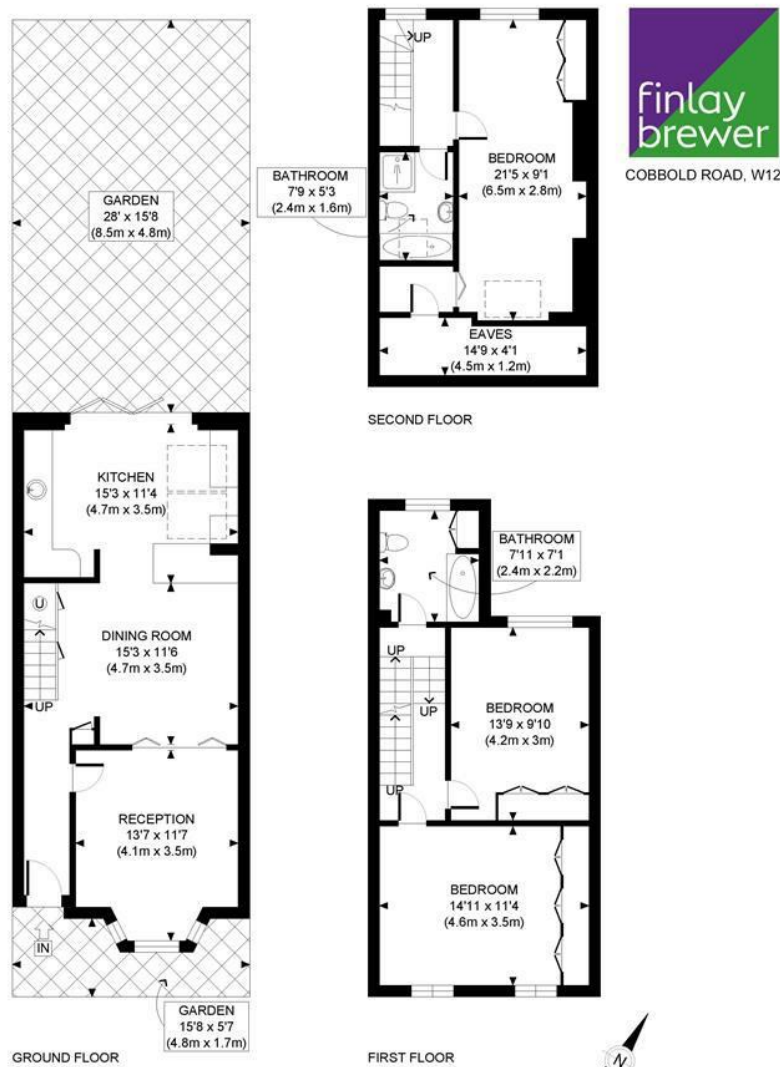 UP
BEDROOM
21'5 x 9'1
(6.5m x 2.8m)
BATHROOM
7'9 x 5'3
(2.4m x 1.6m)
EAVES
14'9 x 4'1
(4.5m x 1.2m)
SECOND FLOOR
finlay
brewer
COBBOLD ROAD, W12
GARDEN
28' x 15'8
(8.5m x 4.8m)
KITCHEN
15'3 x 11'4
(4.7m x 3.5m)
U
DINING ROOM
15'3 x 11'6
(4.7m x 3.5m)
UP
RECEPTION
13'7 x 11'7
(4.1m x 3.5m)
IN
GARDEN
15'8 x 5'7
(4.8m x 1.7m)
GROUND FLOOR
BATHROOM
7'11 x 7'1
(2.4m x 2.2m)
UP
UP
UP
BEDROOM
13'9 x 9'10
(4.2m x 3m)
BEDROOM
14'11 x 11'4
(4.6m x 3.5m)
FIRST FLOOR
N